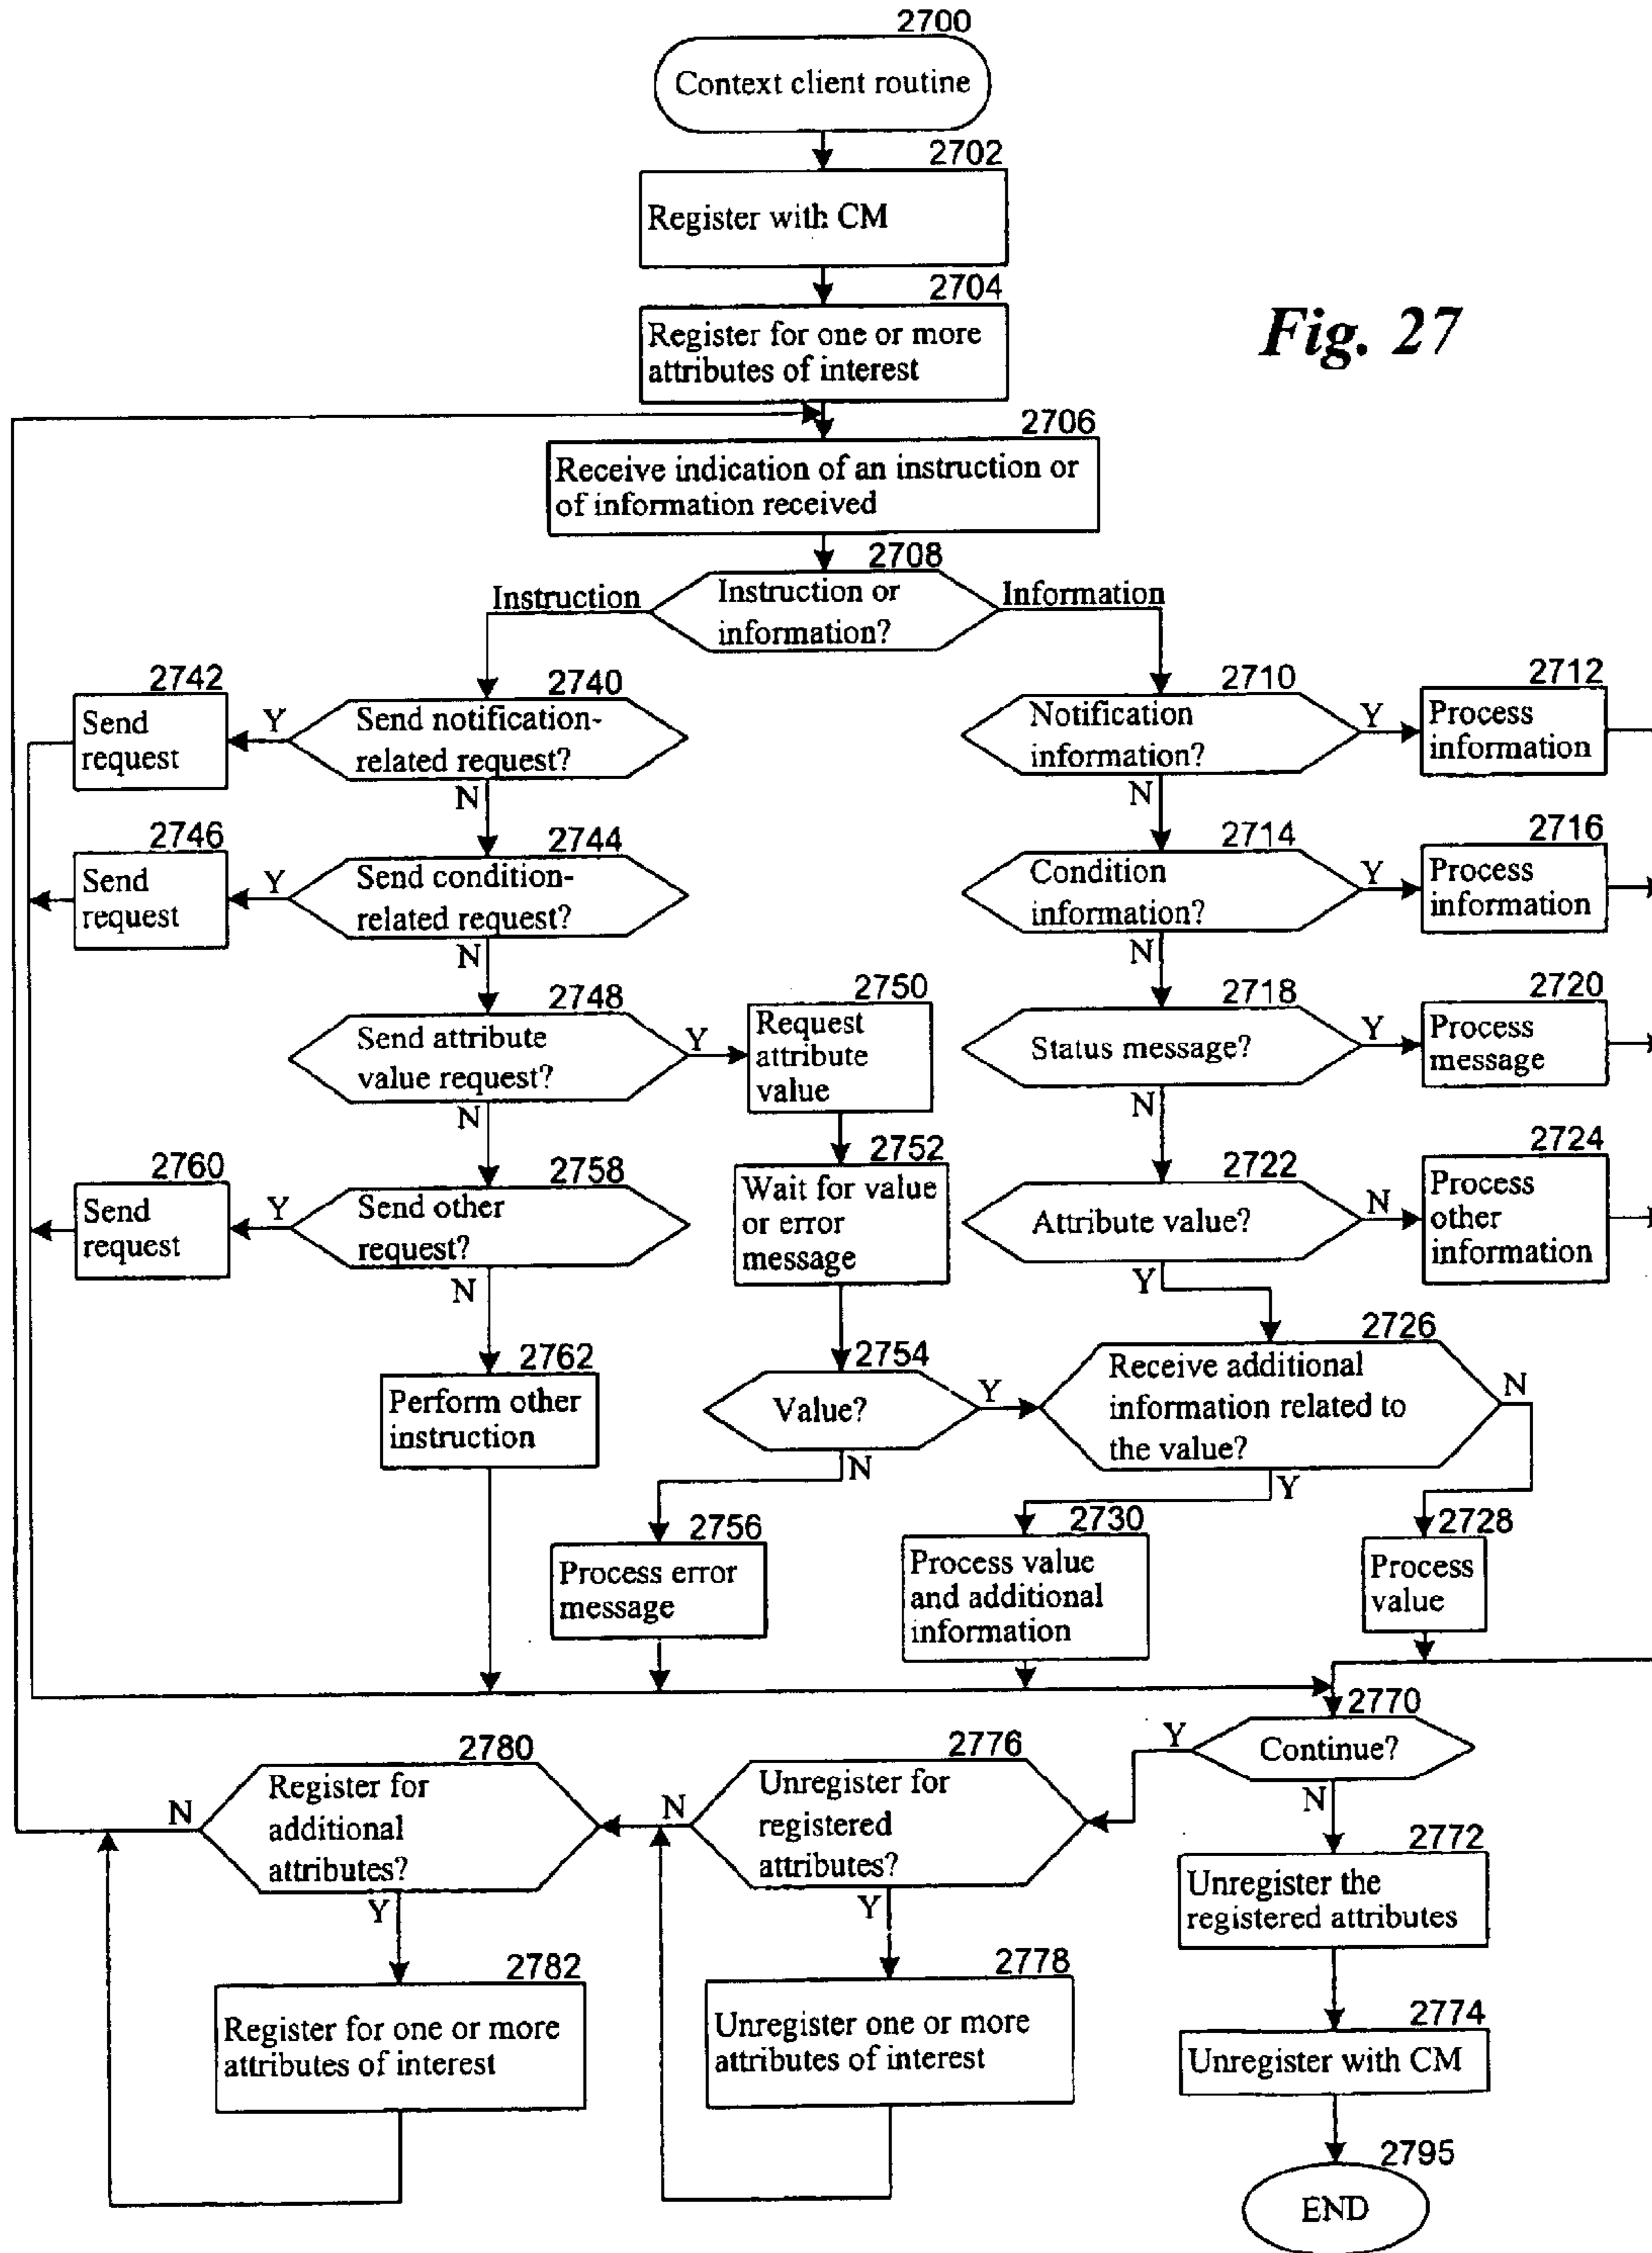 2700
Context client routine
2702
Register with CM
2704
Register for one or more
attributes of interest
Fig. 27
2706
Receive indication of an instruction or
of information received
2708
Instruction or
information?
Instruction
Information
2742
Send
request
Y
2740
Send notification-
related request?
N
2710
Notification
information?
Y
N
2712
Process
information
2746
Send
request
Y
2744
Send condition-
related request?
N
2714
Condition
information?
Y
N
2716
Process
information
2748
Send attribute
value request?
Y
N
2750
Request
attribute
value
2718
Status message?
Y
N
2720
Process
message
2760
Send
request
Y
2758
Send other
request?
N
2752
Wait for value
or error
message
2722
Attribute value?
N
Y
2724
Process
other
information
2762
Perform other
instruction
2754
Value?
Y
N
2726
Receive additional
information related to
the value?
N
Y
2756
Process error
message
2730
Process value
and additional
information
2728
Process
value
2770
Continue?
Y
N
2780
Register for
additional
attributes?
N
Y
2776
Unregister for
registered
attributes?
N
Y
2772
Unregister the
registered attributes
2782
Register for one or more
attributes of interest
2778
Unregister one or more
attributes of interest
2774
Unregister with CM
2795
END